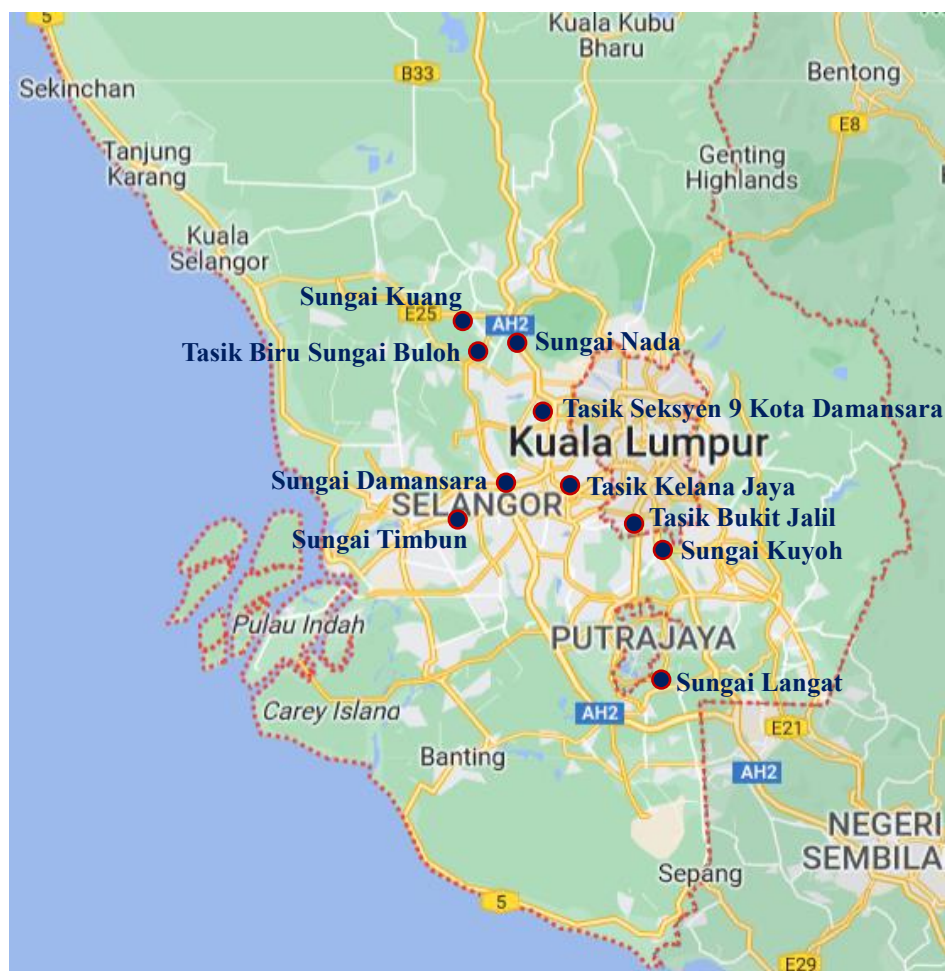 5
Kuala Kubu
Bharu
B33
Bentong
Sekinchan
E8
Tanjung
Karang
Genting
Highlands
Kuala
Selangor
Sungai Kuang
E25
AH2
Sungai Nada
Tasik Biru Sungai Buloh
Tasik Seksyen 9 Kota Damansara
Kuala Lumpur
Sungai Damansara
Tasik Kelana Jaya
SELANGOR
Tasik Bukit Jalil
Sungai Timbun
Sungai Kuyoh
Pulau Indah
PUTRAJAYA
Sungai Langat
Carey Island
AH2
E21
Banting
AH2
NEGERI
SEMBILA
Sepang
5
E29